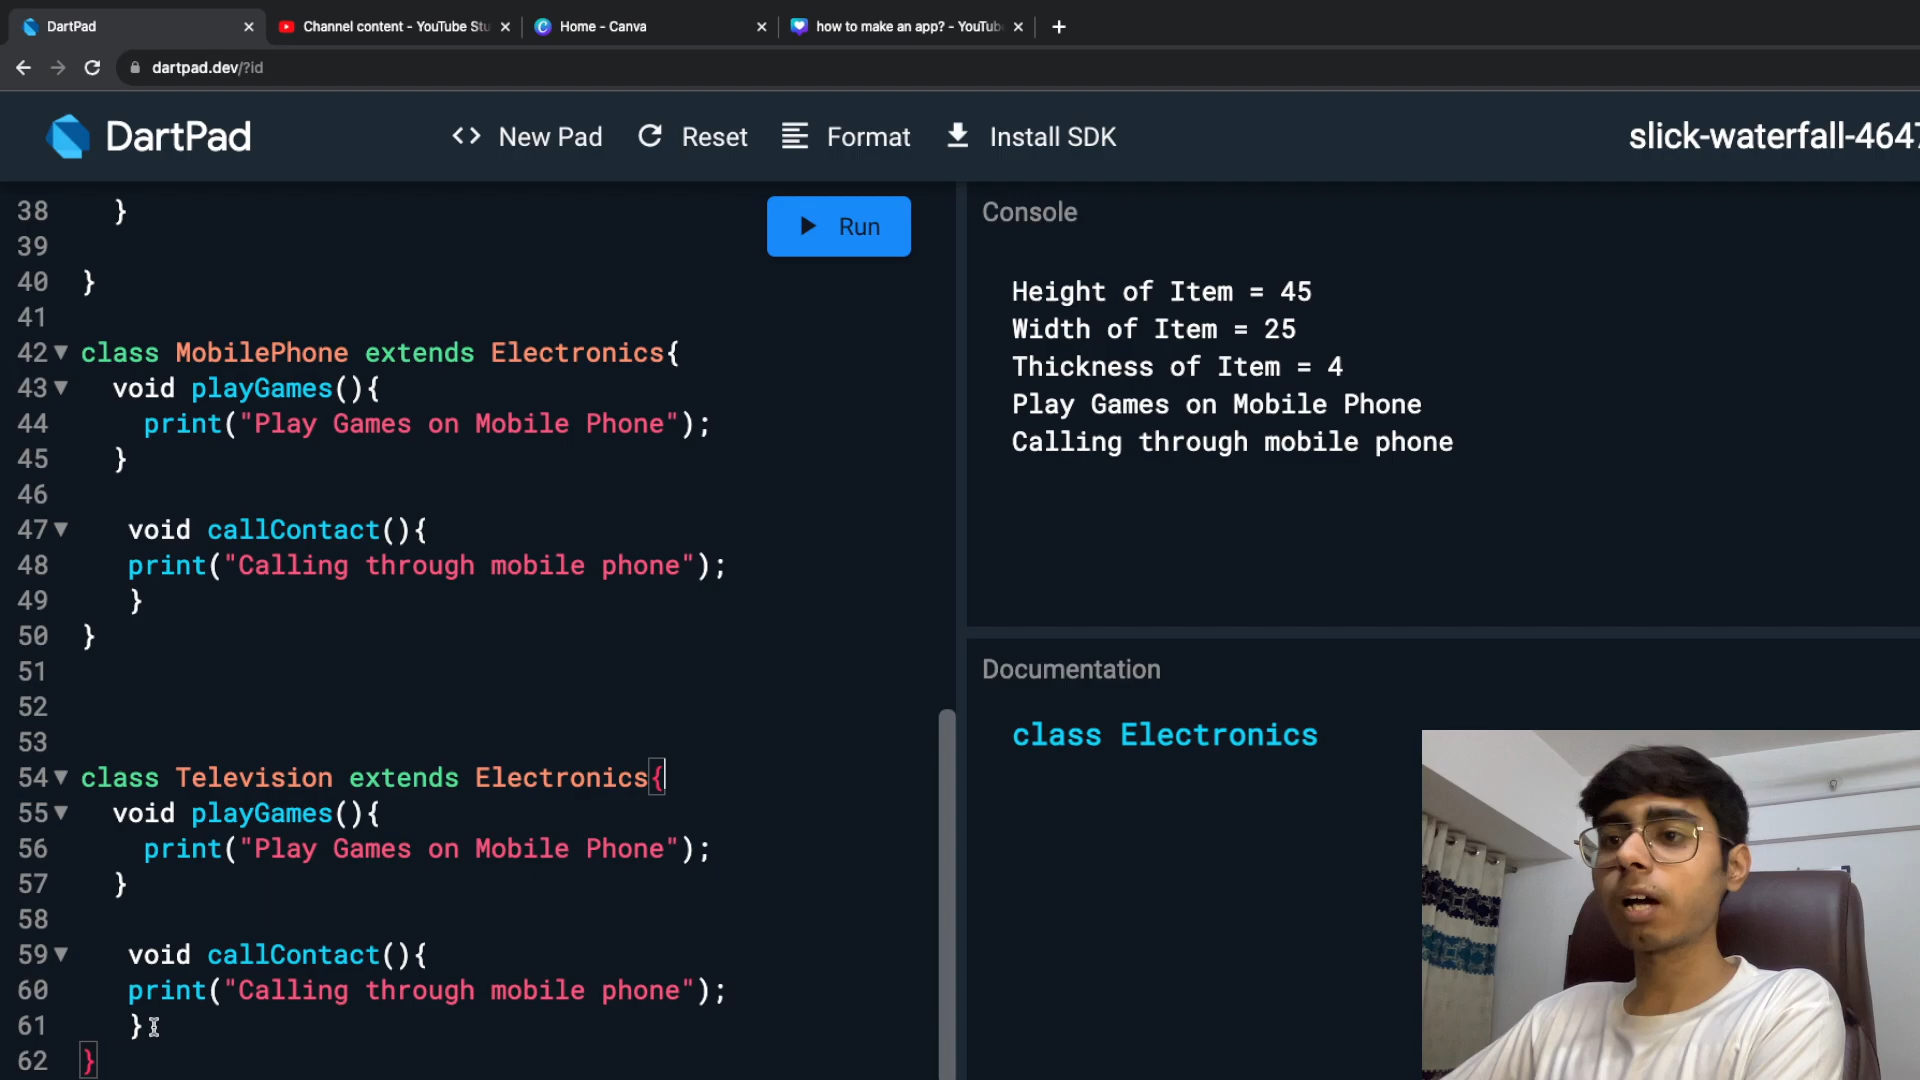 DartPad
Channel content - YouTube Stu
Home - Canva
how to make an app? - YouTub
dartpad.dev/?id
DartPad
New Pad
Reset
Format
Install SDK
slick-waterfall-4647
Run
38 }
39
40 }
41
42 class MobilePhone extends Electronics{
43 void playGames(){
44 print("Play Games on Mobile Phone");
45 }
46
47 void callContact(){
48 print("Calling through mobile phone");
49 }
50 }
51
52
53
54 class Television extends Electronics{
55 void playGames(){
56 print("Play Games on Mobile Phone");
57 }
58
59 void callContact(){
60 print("Calling through mobile phone");
61 }
62 }
Console
Height of Item = 45
Width of Item = 25
Thickness of Item = 4
Play Games on Mobile Phone
Calling through mobile phone
Documentation
class Electronics